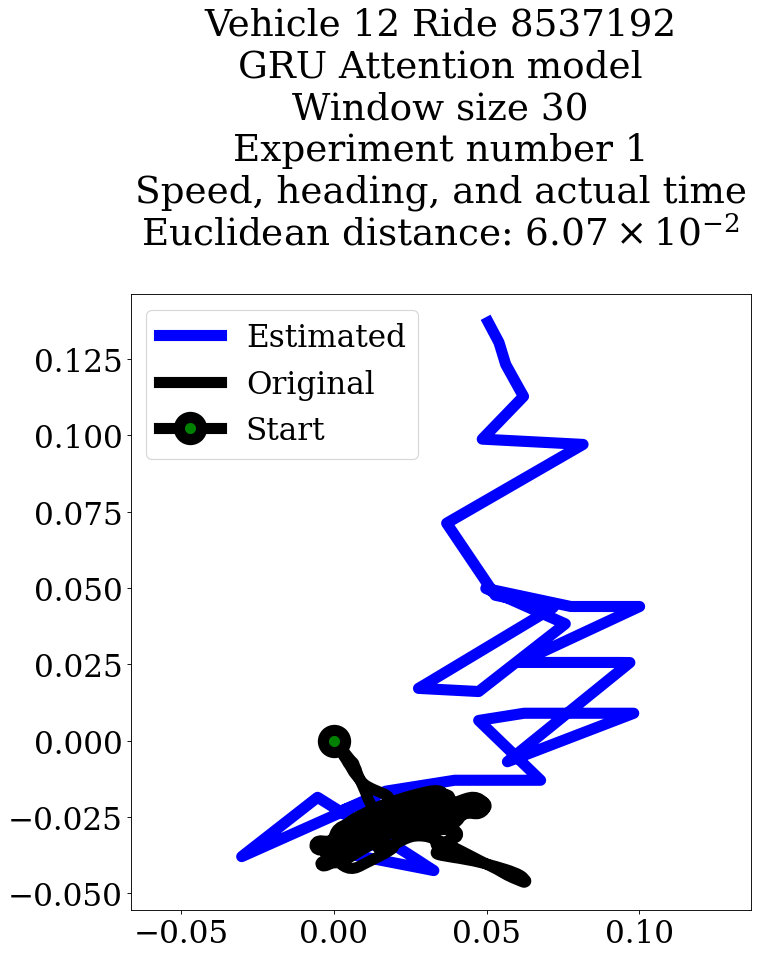 Vehicle 12 Ride 8537192
GRU Attention model
Window size 30
Experiment number 1
Speed, heading, and actual time
Euclidean distance: 6.07 × 10⁻²
Estimated
Original
Start
0.125
0.100
0.075
0.050
0.025
0.000
−0.025
−0.050
−0.05 0.00 0.05 0.10